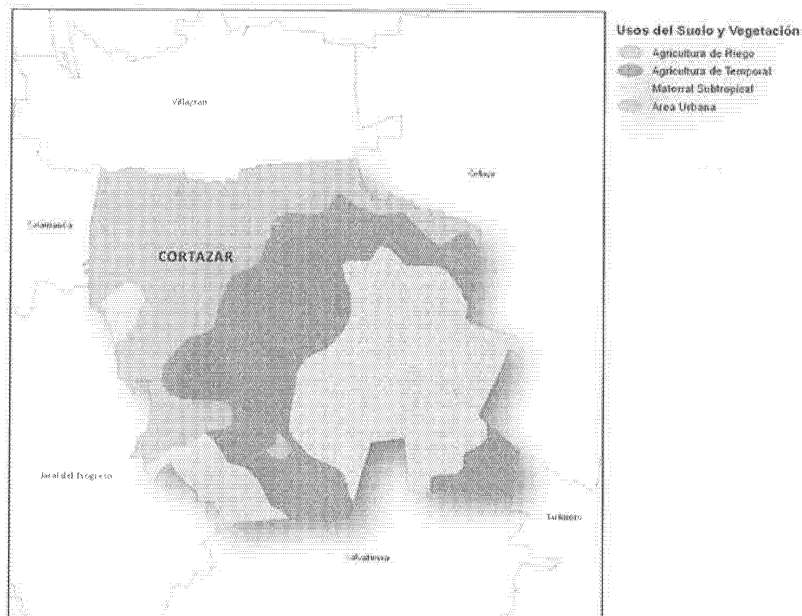 Usos del Suelo y Vegetación
Agricultura de Riego
Agricultura de Temporal
Matorral Subtropical
Area Urbana
Villagran
Celaya
Salamanca
CORTAZAR
Jaral del Progreso
Tarimoro
Salvatierra